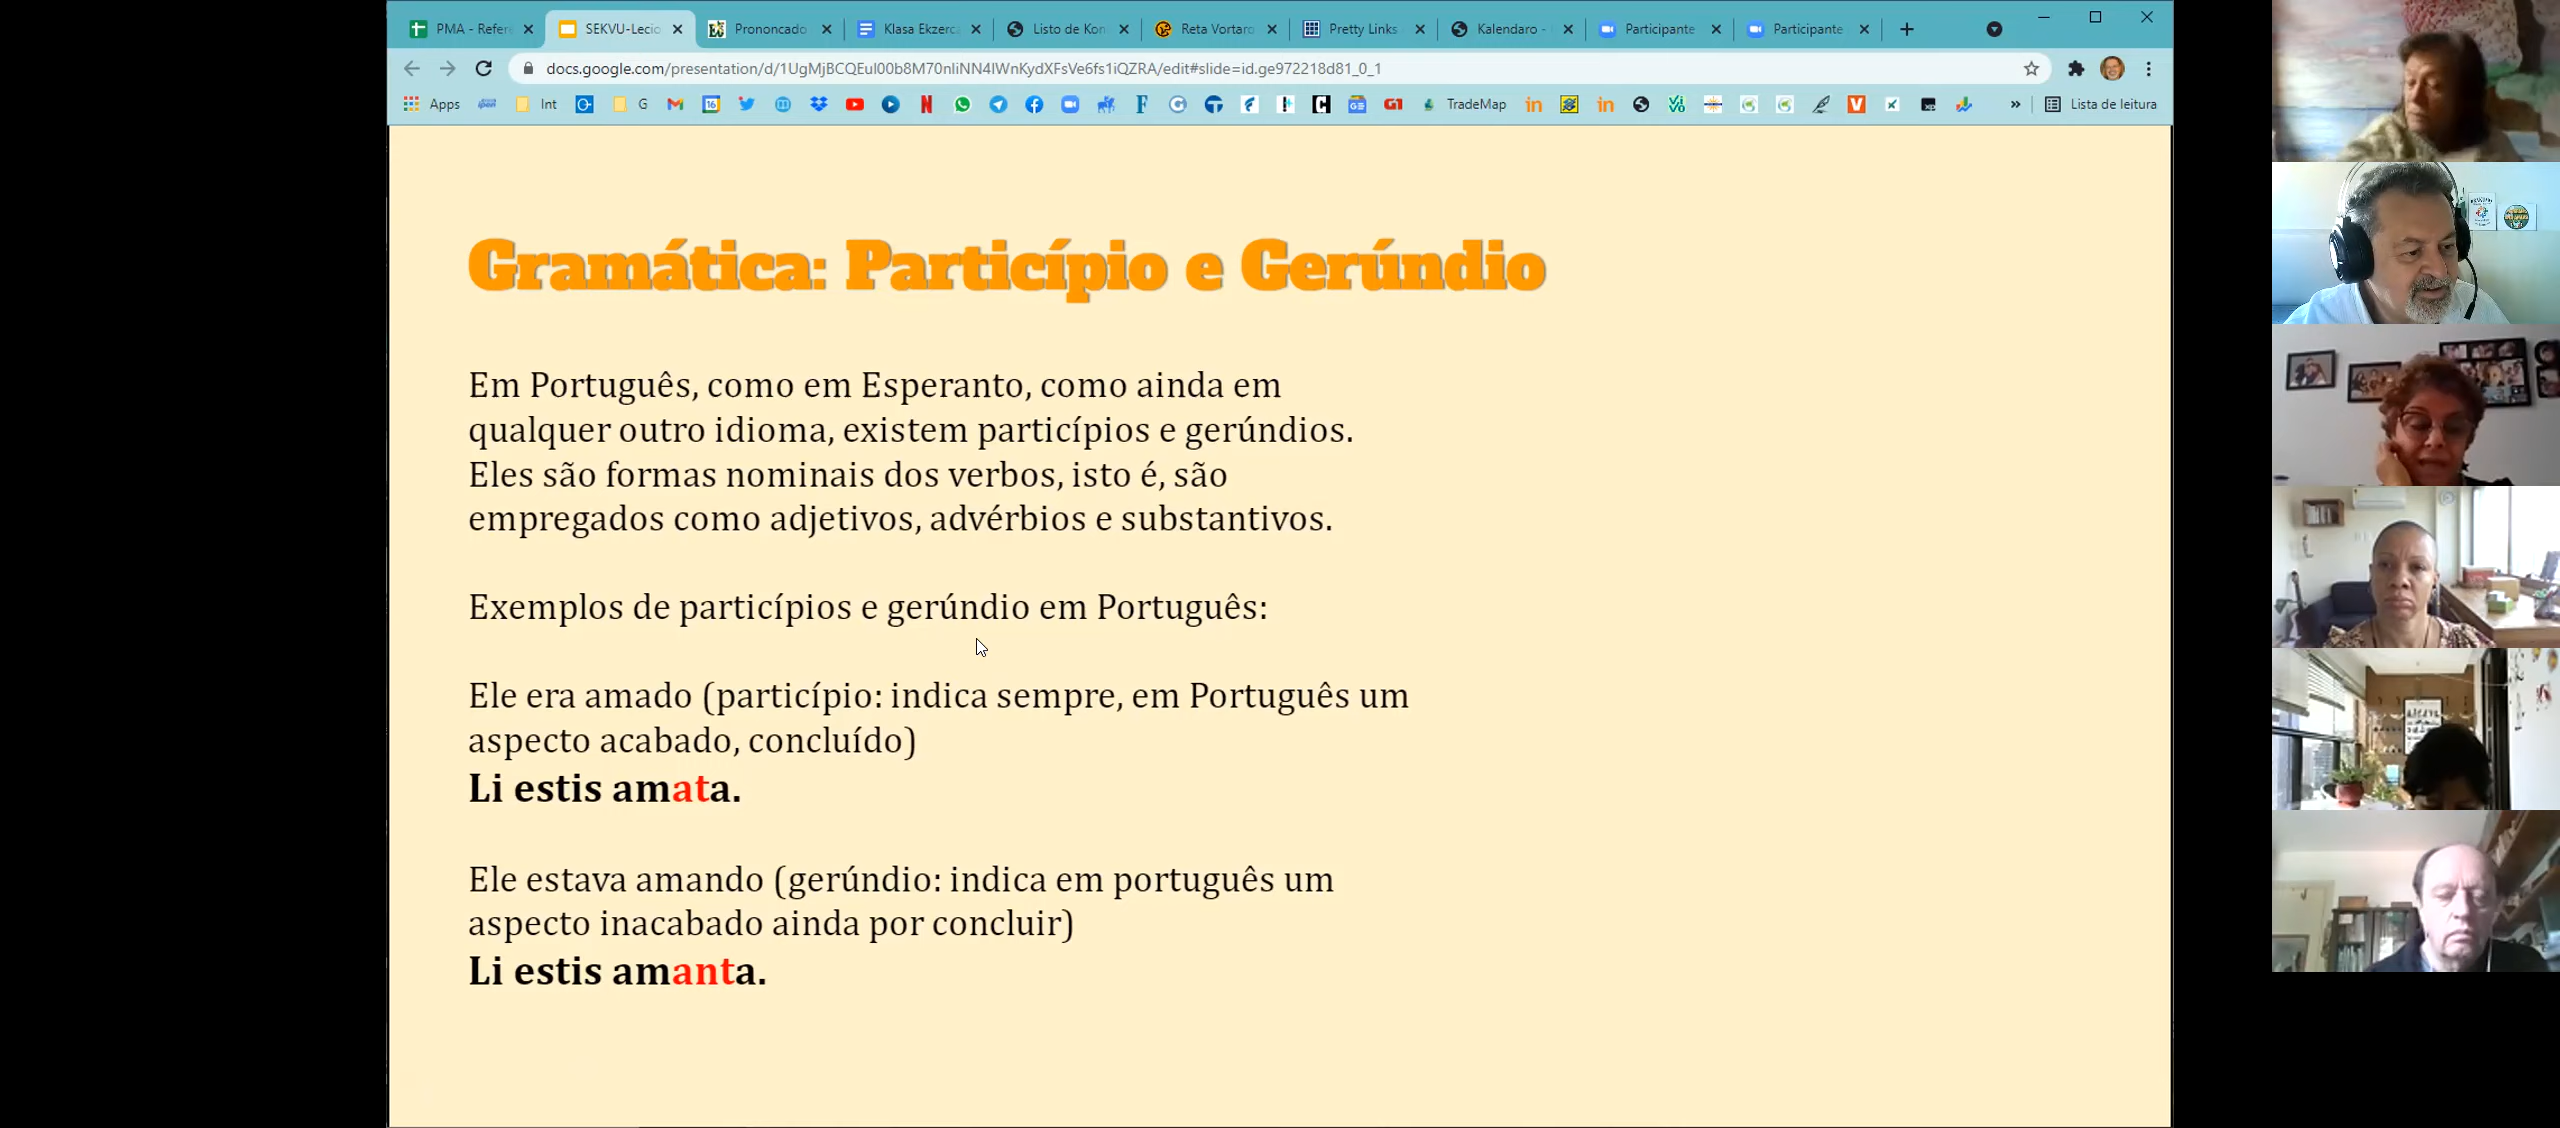 PMA - Refere
SEKVU-Lecio
Prononcado
Klasa Ekzerca
Listo de Kon
Reta Vortaro
Pretty Links
Kalendaro -
Participante
Participante
docs.google.com/presentation/d/1UgMjBCQEul00b8M70nIiNN4lWnKydXFsVe6fs1iQZRA/edit#slide=id.ge972218d81_0_1
Apps
Int
G
TradeMap
Lista de leitura
Gramática: Particípio e Gerúndio
Em Português, como em Esperanto, como ainda em
qualquer outro idioma, existem particípios e gerúndios.
Eles são formas nominais dos verbos, isto é, são
empregados como adjetivos, advérbios e substantivos.
Exemplos de particípios e gerúndio em Português:
Ele era amado (particípio: indica sempre, em Português um
aspecto acabado, concluído)
Li estis amata.
Ele estava amando (gerúndio: indica em português um
aspecto inacabado ainda por concluir)
Li estis amanta.